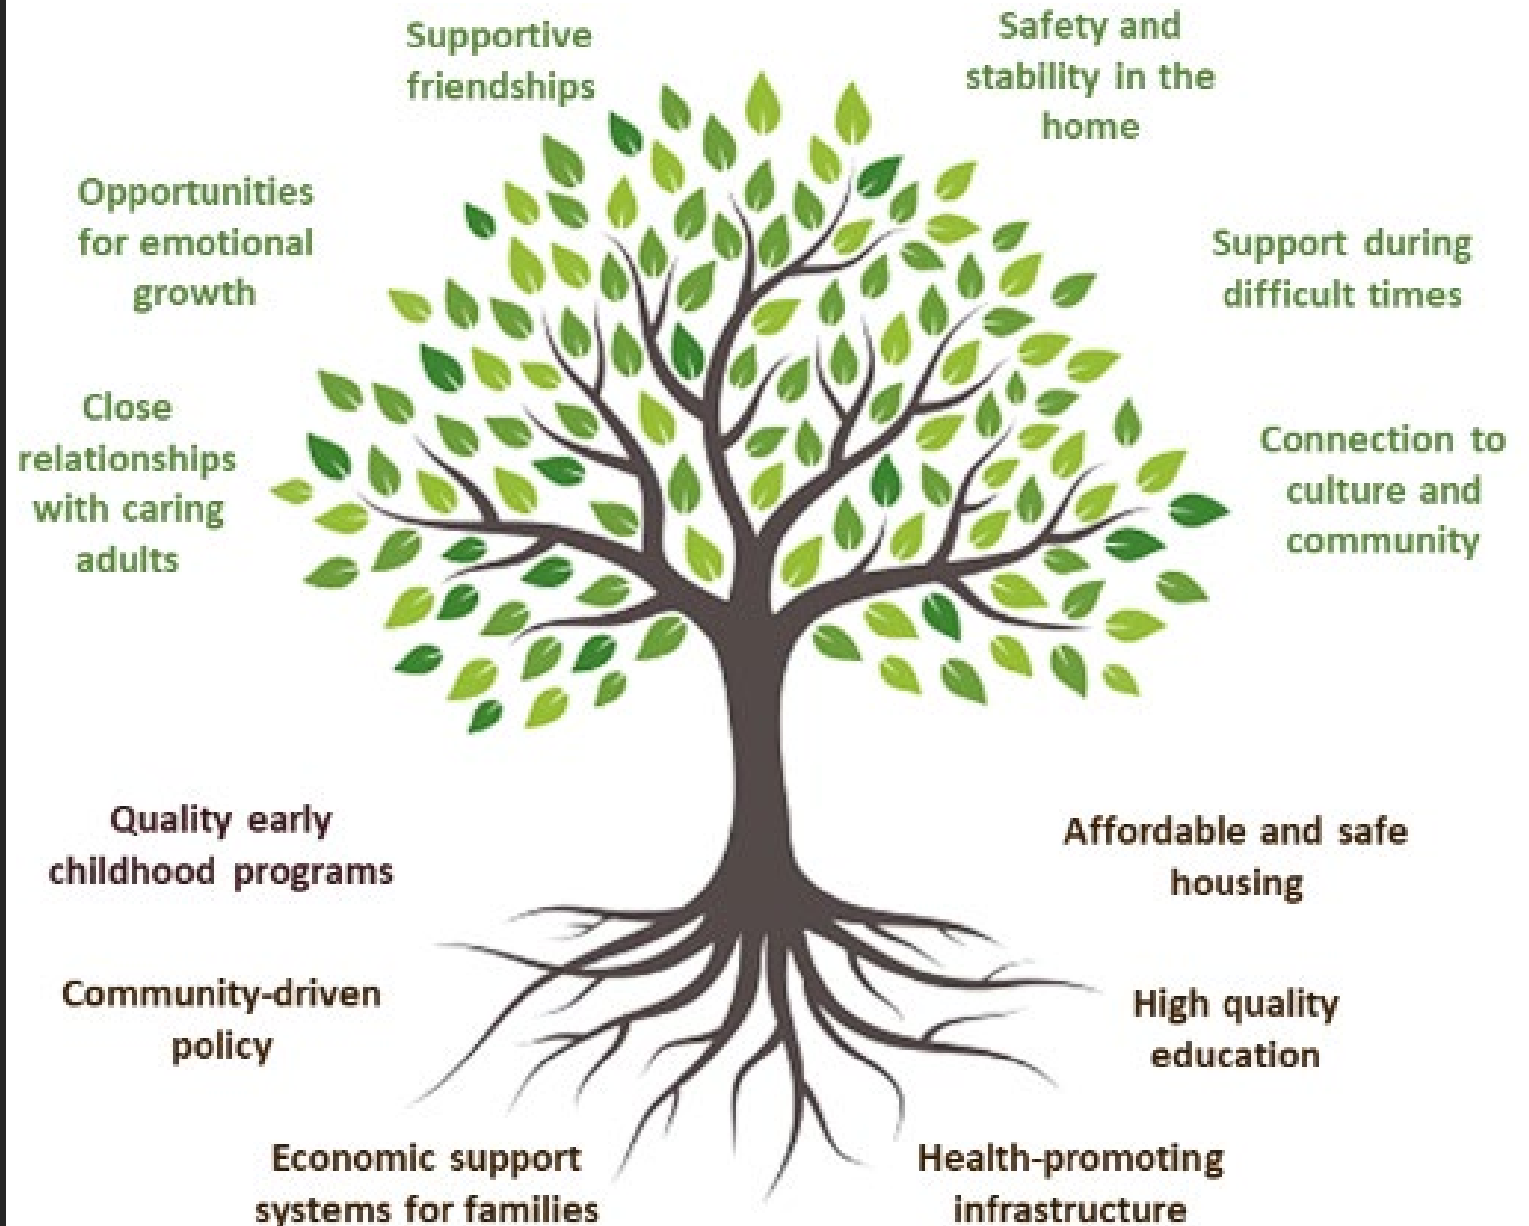 Supportive
friendships
Safety and
stability in the
home
Opportunities
for emotional
growth
Support during
difficult times
Close
relationships
with caring
adults
Connection to
culture and
community
Quality early
childhood programs
Affordable and safe
housing
Community-driven
policy
High quality
education
Economic support
systems for families
Health-promoting
infrastructure